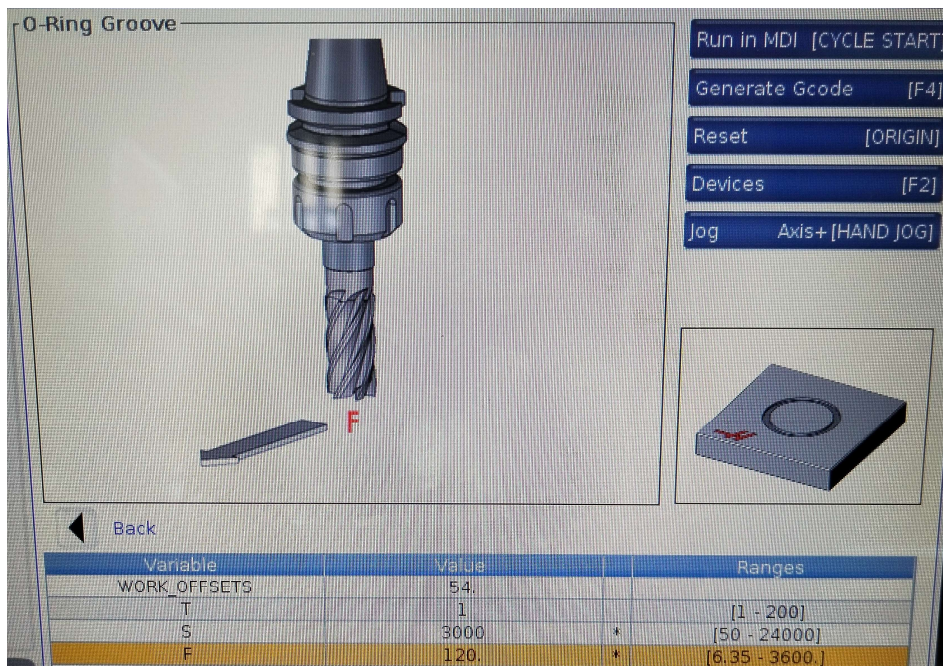 O-Ring Groove
Run in MDI [CYCLE START]
Generate Gcode [F4]
Reset [ORIGIN]
Devices [F2]
Jog Axis+[HAND JOG]
F
Back
Variable Value Ranges
WORK_OFFSETS 54.
T 1 [1 - 200]
S 3000 * [50 - 24000]
F 120. * [6.35 - 3600.]